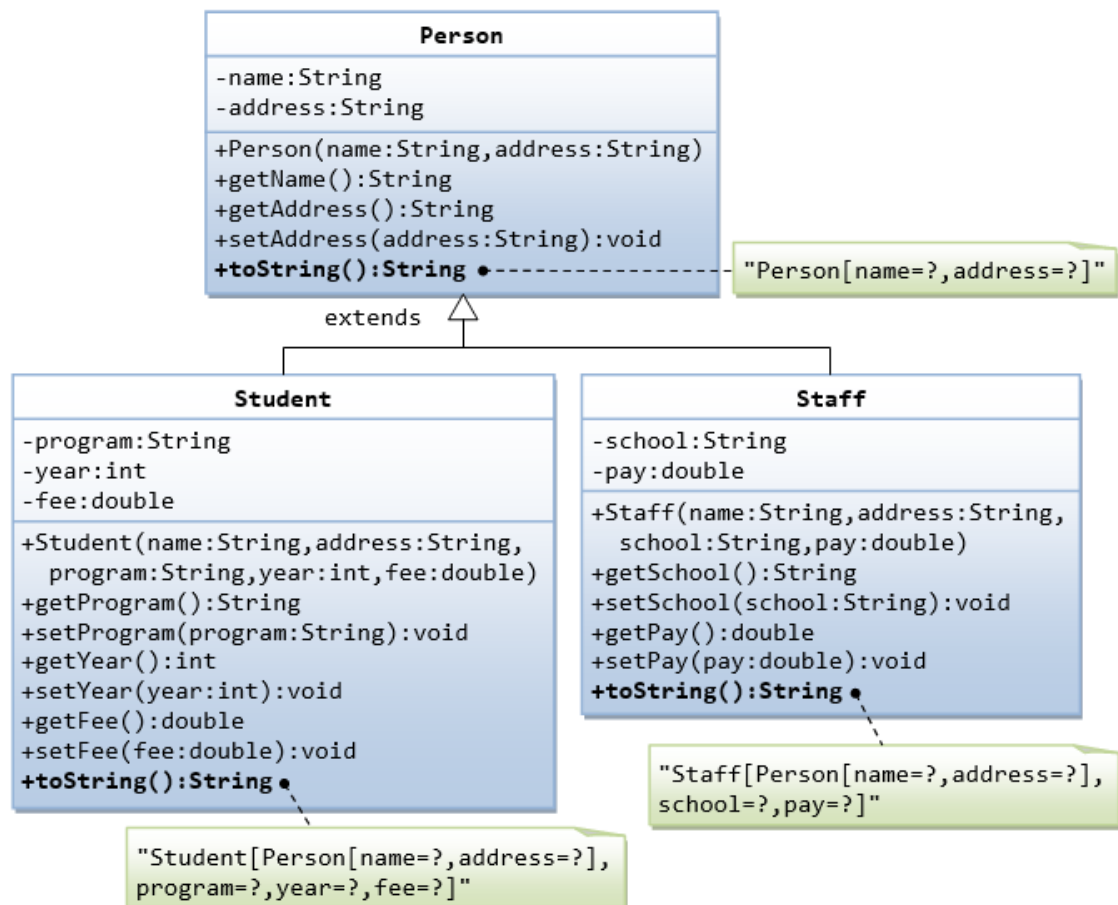 Person
-name:String
-address:String
+Person(name:String,address:String)
+getName():String
+getAddress():String
+setAddress(address:String):void
+toString():String
"Person[name=?,address=?]"
extends
Student
-program:String
-year:int
-fee:double
+Student(name:String,address:String,
program:String,year:int,fee:double)
+getProgram():String
+setProgram(program:String):void
+getYear():int
+setYear(year:int):void
+getFee():double
+setFee(fee:double):void
+toString():String
"Student[Person[name=?,address=?],
program=?,year=?,fee=?]"
Staff
-school:String
-pay:double
+Staff(name:String,address:String,
school:String,pay:double)
+getSchool():String
+setSchool(school:String):void
+getPay():double
+setPay(pay:double):void
+toString():String
"Staff[Person[name=?,address=?],
school=?,pay=?]"